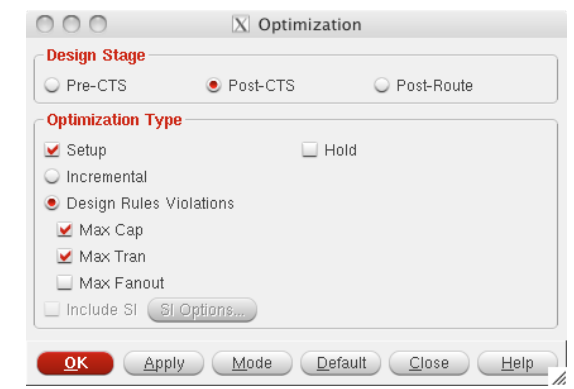 Optimization
Design Stage
Pre-CTS Post-CTS Post-Route
Optimization Type
Setup Hold
Incremental
Design Rules Violations
Max Cap
Max Tran
Max Fanout
Include SI SI Options...
OK Apply Mode Default Close Help